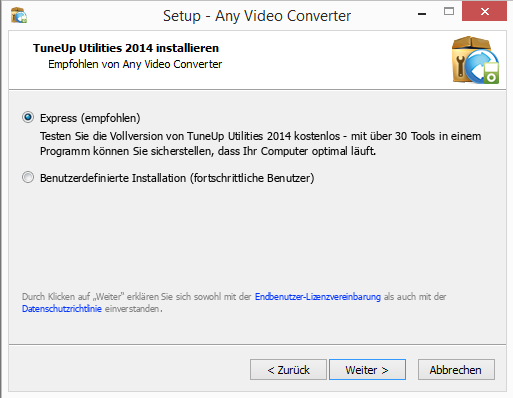 Setup - Any Video Converter
TuneUp Utilities 2014 installieren
Empfohlen von Any Video Converter
Express (empfohlen)
Testen Sie die Vollversion von TuneUp Utilities 2014 kostenlos - mit über 30 Tools in einem
Programm können Sie sicherstellen, dass Ihr Computer optimal läuft.
Benutzerdefinierte Installation (fortschrittliche Benutzer)
Durch Klicken auf „Weiter" erklären Sie sich sowohl mit der Endbenutzer-Lizenzvereinbarung als auch mit der
Datenschutzrichtlinie einverstanden.
< Zurück Weiter > Abbrechen